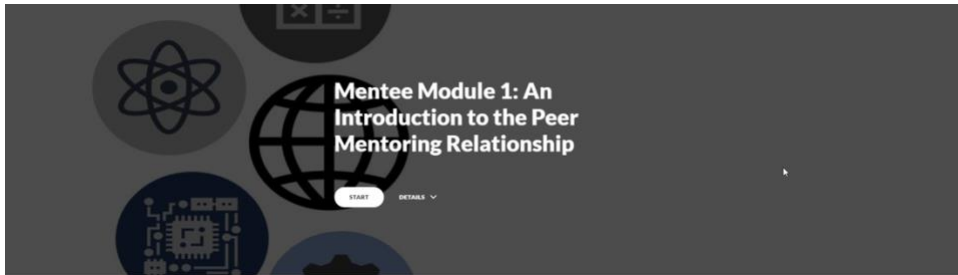 Mentee Module 1: An
Introduction to the Peer
Mentoring Relationship
START
DETAILS